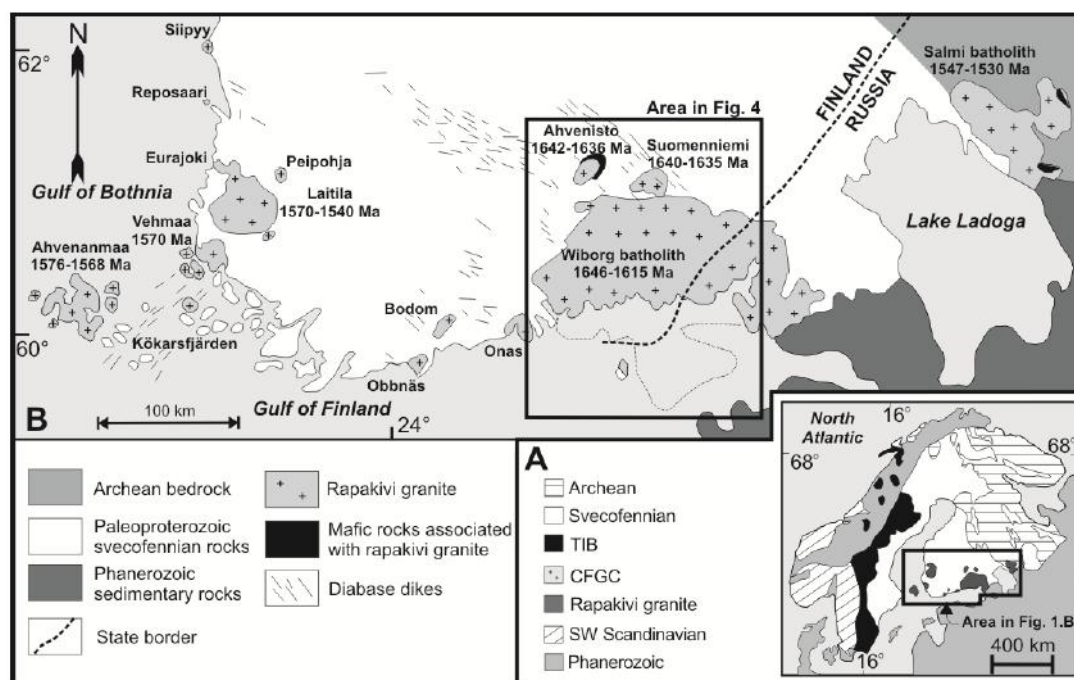 N
62°
60°
Siipyy
Reposaari
Eurajoki
Gulf of Bothnia
Peipohja
Laitila
1570-1540 Ma
Vehmaa
1570 Ma
Ahvenanmaa
1576-1568 Ma
Kökarsfjärden
Bodom
Obbnäs
Onas
Gulf of Finland
100 km
B
24°
Area in Fig. 4
Ahvenisto
1642-1636 Ma
Suomenniemi
1640-1635 Ma
Wiborg batholith
1646-1615 Ma
FINLAND
RUSSIA
Salmi batholith
1547-1530 Ma
Lake Ladoga
Archean bedrock
Paleoproterozoic
svecofennian rocks
Phanerozoic
sedimentary rocks
State border
Rapakivi granite
Mafic rocks associated
with rapakivi granite
Diabase dikes
A
Archean
Svecofennian
TIB
CFGC
Rapakivi granite
SW Scandinavian
Phanerozoic
North
Atlantic
16°
68°
68°
Area in Fig. 1.B
16°
400 km